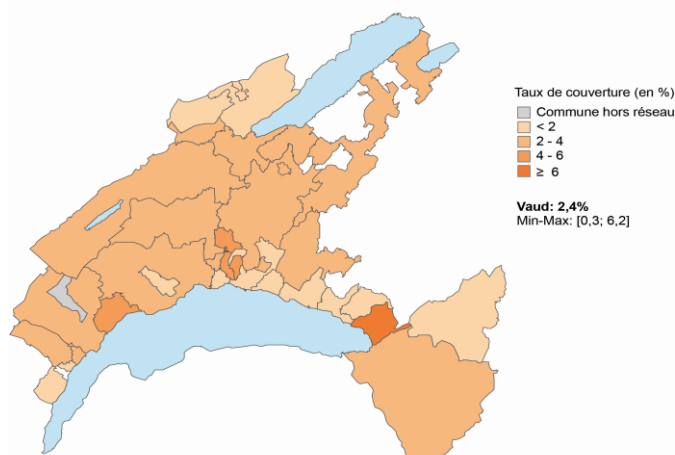 Taux de couverture (en %)
Commune hors réseau
< 2
2 - 4
4 - 6
≥ 6
Vaud: 2,4%
Min-Max: [0,3; 6,2]